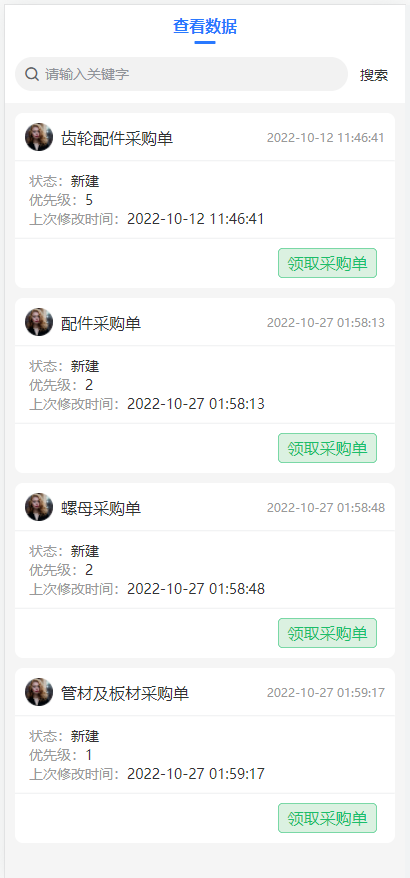 查看数据
请输入关键字 搜索
齿轮配件采购单 2022-10-12 11:46:41
状态：新建
优先级：5
上次修改时间：2022-10-12 11:46:41
领取采购单
配件采购单 2022-10-27 01:58:13
状态：新建
优先级：2
上次修改时间：2022-10-27 01:58:13
领取采购单
螺母采购单 2022-10-27 01:58:48
状态：新建
优先级：2
上次修改时间：2022-10-27 01:58:48
领取采购单
管材及板材采购单 2022-10-27 01:59:17
状态：新建
优先级：1
上次修改时间：2022-10-27 01:59:17
领取采购单